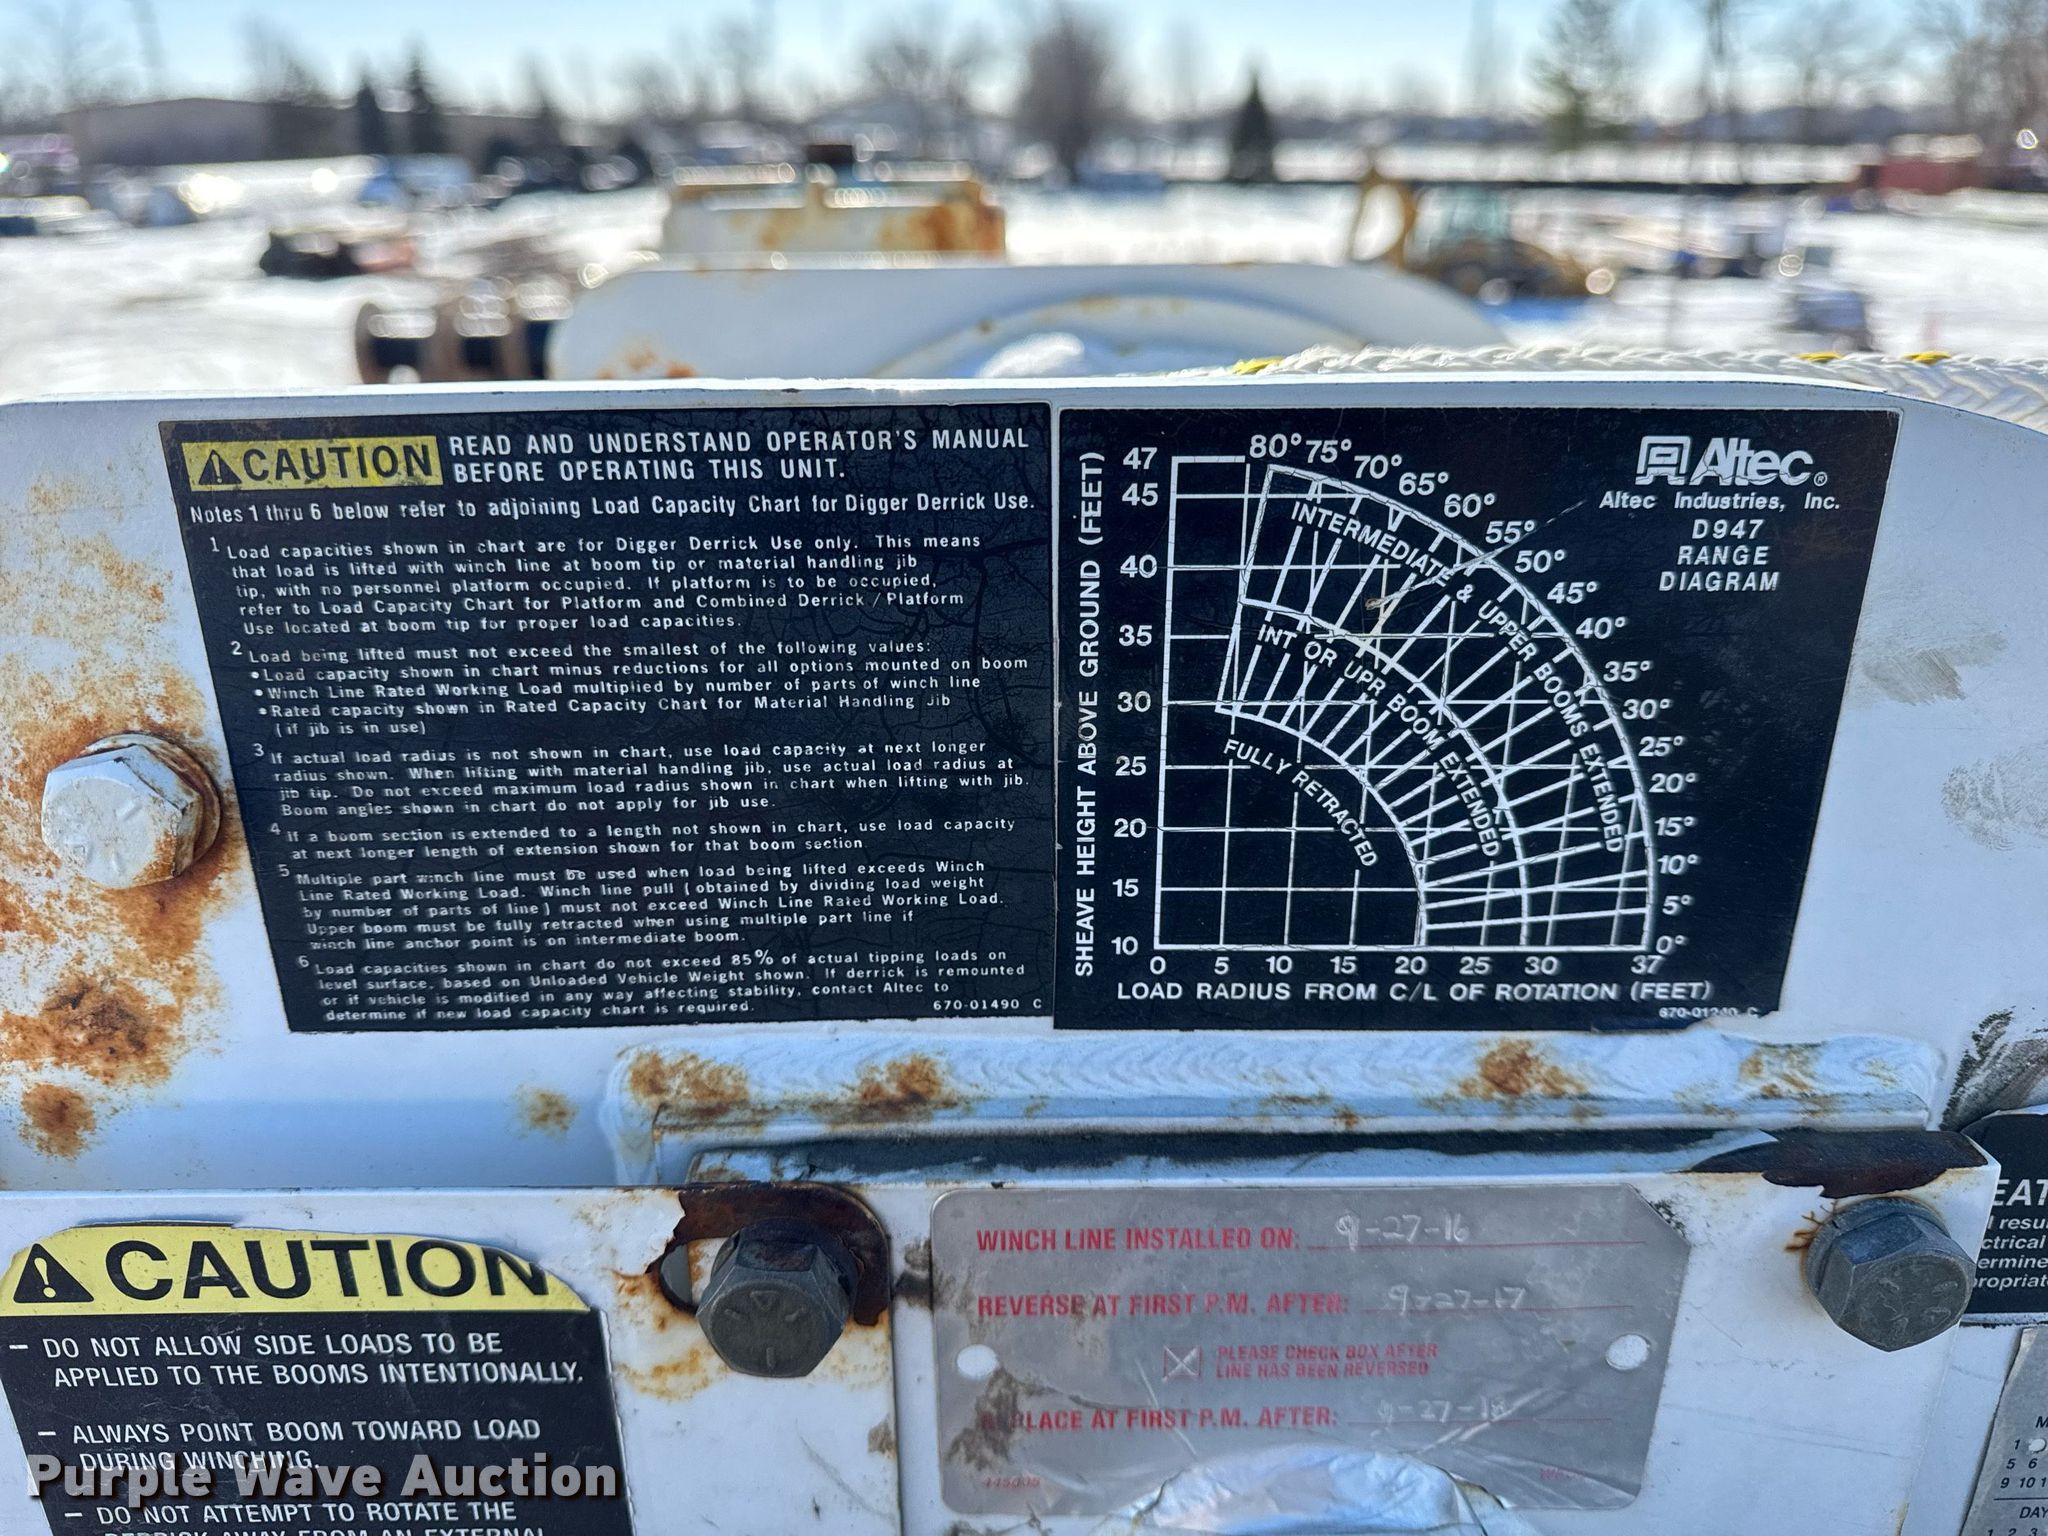 ⚠ CAUTION READ AND UNDERSTAND OPERATOR'S MANUAL
BEFORE OPERATING THIS UNIT.
Notes 1 thru 6 below refer to adjoining Load Capacity Chart for Digger Derrick Use.
1 Load capacities shown in chart are for Digger Derrick Use only. This means
that load is lifted with winch line at boom tip or material handling jib
tip, with no personnel platform occupied. If platform is to be occupied,
refer to Load Capacity Chart for Platform and Combined Derrick / Platform
Use located at boom tip for proper load capacities.
2 Load being lifted must not exceed the smallest of the following values:
•Load capacity shown in chart minus reductions for all options mounted on boom
•Winch Line Rated Working Load multiplied by number of parts of winch line
•Rated capacity shown in Rated Capacity Chart for Material Handling Jib
(if jib is in use)
3 If actual load radius is not shown in chart, use load capacity at next longer
radius shown. When lifting with material handling jib, use actual load radius at
jib tip. Do not exceed maximum load radius shown in chart when lifting with jib.
Boom angles shown in chart do not apply for jib use.
4 If a boom section is extended to a length not shown in chart, use load capacity
at next longer length of extension shown for that boom section.
5 Multiple part winch line must be used when load being lifted exceeds Winch
Line Rated Working Load. Winch line pull (obtained by dividing load weight
by number of parts of line) must not exceed Winch Line Rated Working Load.
Upper boom must be fully retracted when using multiple part line if
winch line anchor point is on intermediate boom.
6 Load capacities shown in chart do not exceed 85% of actual tipping loads on
level surface, based on Unloaded Vehicle Weight shown. If derrick is remounted
or if vehicle is modified in any way affecting stability, contact Altec to
determine if new load capacity chart is required.
670-01490 C
SHEAVE HEIGHT ABOVE GROUND (FEET)
47
45
40
35
30
25
20
15
10
80° 75° 70° 65° 60° 55° 50° 45° 40° 35° 30° 25° 20° 15° 10° 5° 0°
INTERMEDIATE & UPPER BOOMS EXTENDED
INT OR UPR BOOM EXTENDED
FULLY RETRACTED
0 5 10 15 20 25 30 37
LOAD RADIUS FROM C/L OF ROTATION (FEET)
Altec®
Altec Industries, Inc.
D947
RANGE
DIAGRAM
670-01240 C
⚠ CAUTION
– DO NOT ALLOW SIDE LOADS TO BE
APPLIED TO THE BOOMS INTENTIONALLY.
– ALWAYS POINT BOOM TOWARD LOAD
DURING WINCHING.
– DO NOT ATTEMPT TO ROTATE THE
DERRICK AWAY FROM AN EXTERNAL
WINCH LINE INSTALLED ON: 9-27-16
REVERSE AT FIRST P.M. AFTER: 9-27-17
PLEASE CHECK BOX AFTER
LINE HAS BEEN REVERSED
REPLACE AT FIRST P.M. AFTER: 9-27-18
5 6
9 10 1
DAY
1 2 3
Purple Wave Auction